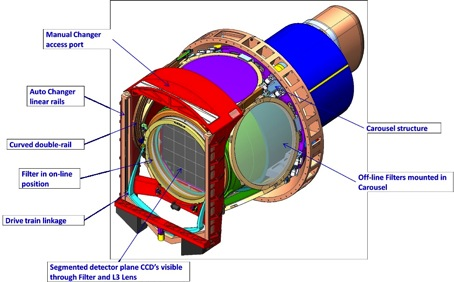 Manual Changer
access port
Auto Changer
linear rails
Curved double-rail
Filter in on-line
position
Drive train linkage
Segmented detector plane CCD's visible
through Filter and L3 Lens
Carousel structure
Off-line Filters mounted in
Carousel